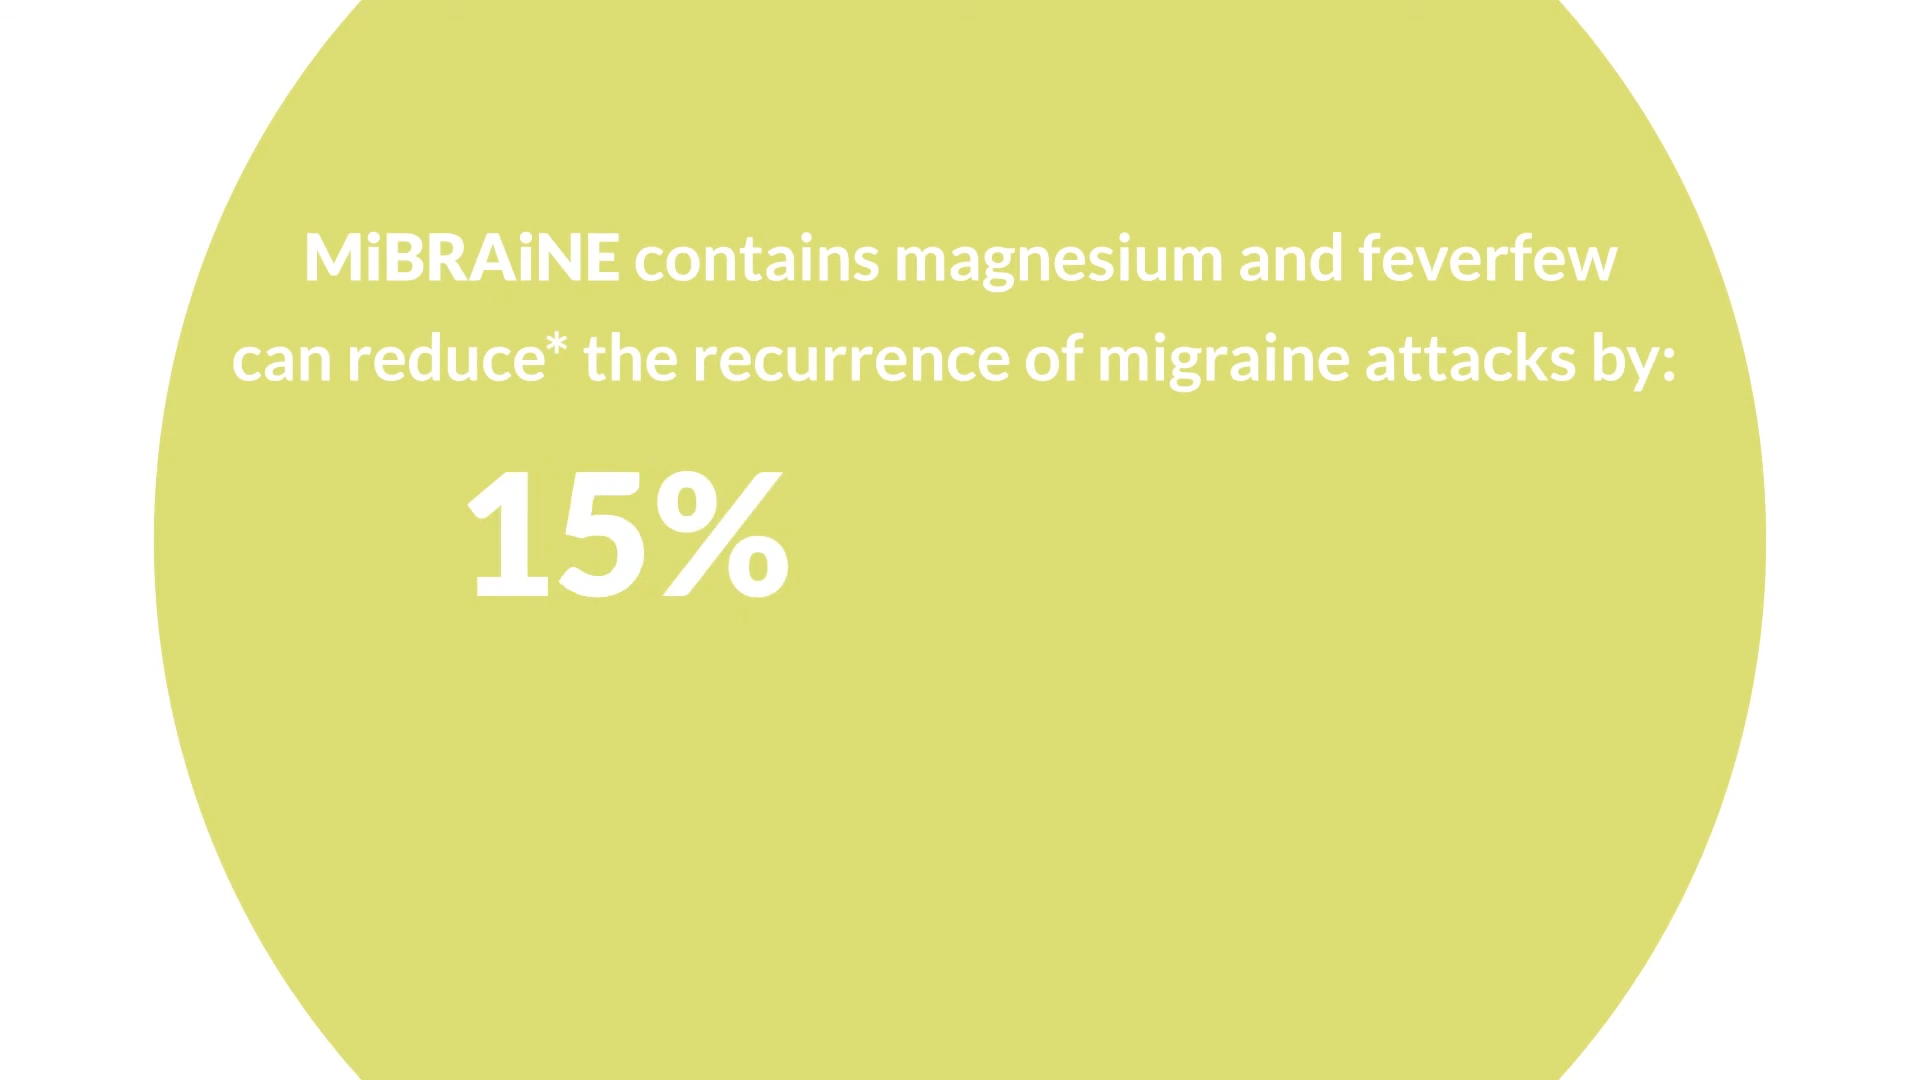 MiBRAiNE contains magnesium and feverfew
can reduce* the recurrence of migraine attacks by:
15%